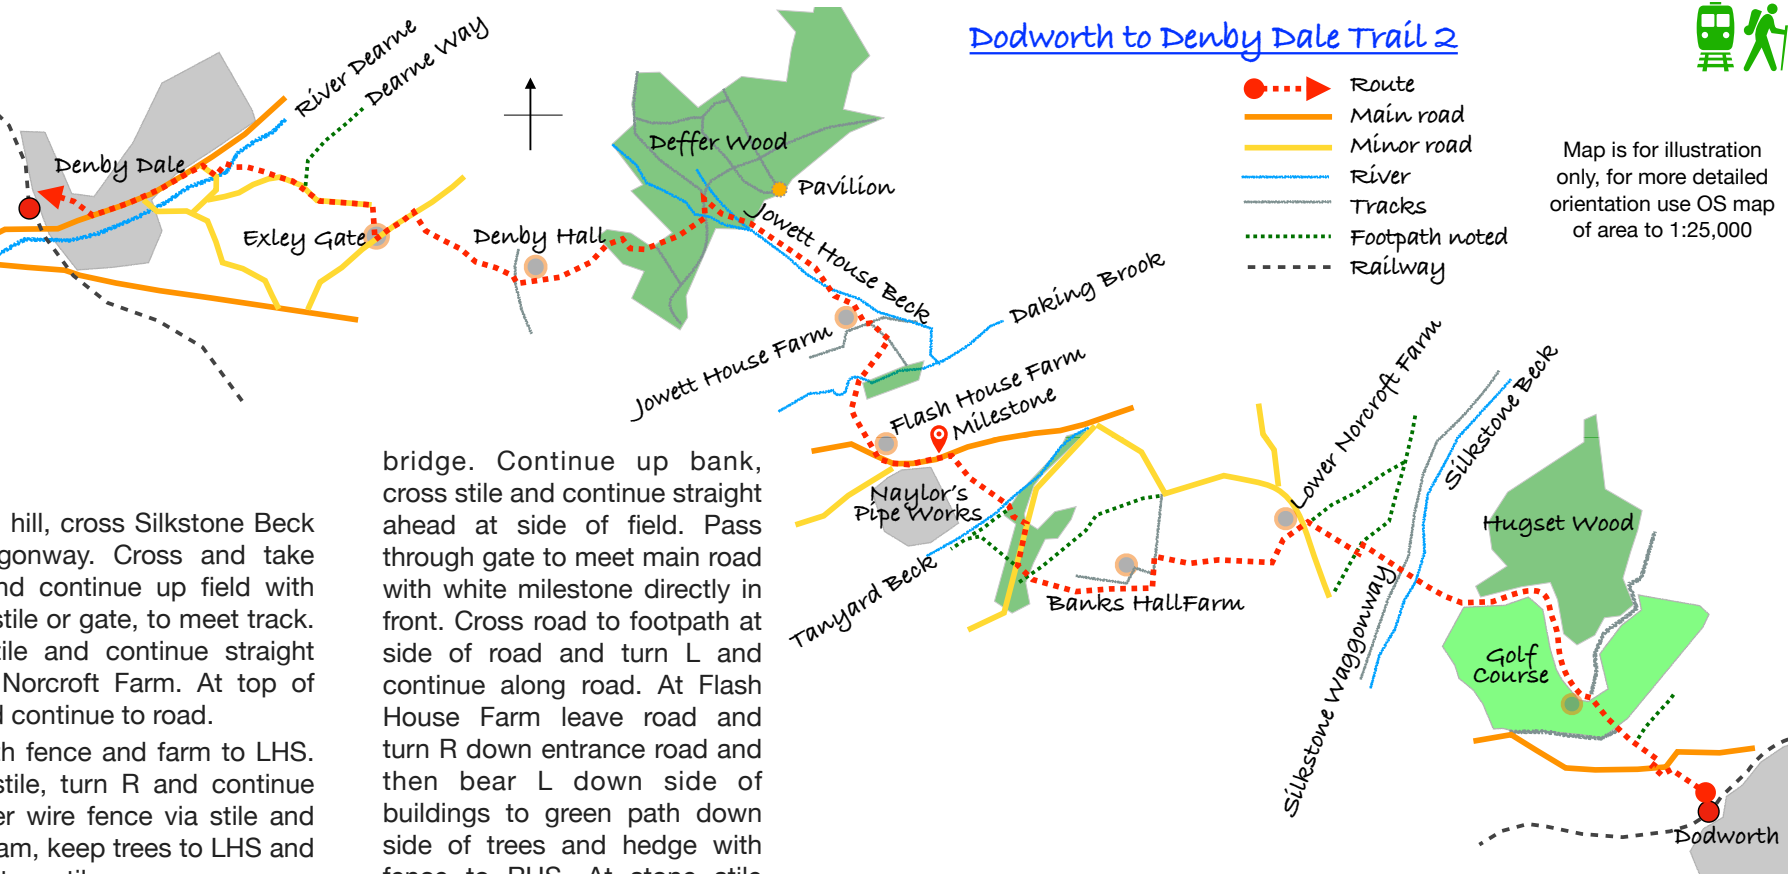 Dodworth to Denby Dale Trail 2
Route
Main road
Minor road
River
Tracks
Footpath noted
Railway
Map is for illustration
only, for more detailed
orientation use OS map
of area to 1:25,000
River Dearne
Dearne Way
Denby Dale
Exley Gate
Denby Hall
Deffer Wood
Pavilion
Jowett House Beck
Daking Brook
Jowett House Farm
Flash House Farm
Milestone
Naylor's
Pipe Works
Tanyard Beck
Banks HallFarm
Lower Norcroft Farm
Silkstone Beck
Silkstone Waggonway
Hugset Wood
Golf
Course
Dodworth
hill, cross Silkstone Beck
gonway. Cross and take
nd continue up field with
stile or gate, to meet track.
tile and continue straight
Norcroft Farm. At top of
d continue to road.
th fence and farm to LHS.
stile, turn R and continue
er wire fence via stile and
am, keep trees to LHS and
bridge. Continue up bank,
cross stile and continue straight
ahead at side of field. Pass
through gate to meet main road
with white milestone directly in
front. Cross road to footpath at
side of road and turn L and
continue along road. At Flash
House Farm leave road and
turn R down entrance road and
then bear L down side of
buildings to green path down
side of trees and hedge with
fence to RHS. At stone stile